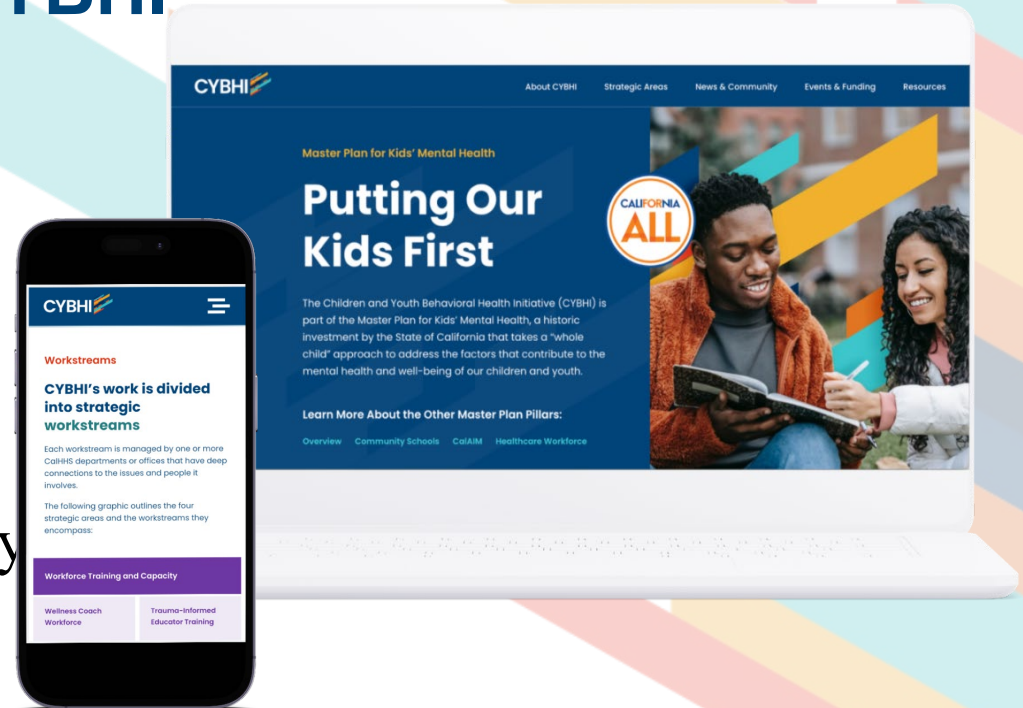 CYBHI
About CYBHI
Strategic Areas
News & Community
Events & Funding
Resources
Master Plan for Kids' Mental Health
Putting Our
Kids First
CALIFORNIA
ALL
The Children and Youth Behavioral Health Initiative (CYBHI) is
part of the Master Plan for Kids' Mental Health, a historic
investment by the State of California that takes a "whole
child" approach to address the factors that contribute to the
mental health and well-being of our children and youth.
Learn More About the Other Master Plan Pillars:
Overview
Community Schools
CalAIM
Healthcare Workforce
CYBHI
Workstreams
CYBHI's work is divided
into strategic
workstreams
Each workstream is managed by one or more
CalHHS departments or offices that have deep
connections to the issues and people it
involves.
The following graphic outlines the four
strategic areas and the workstreams they
encompass:
Workforce Training and Capacity
Wellness Coach
Workforce
Trauma-Informed
Educator Training
y